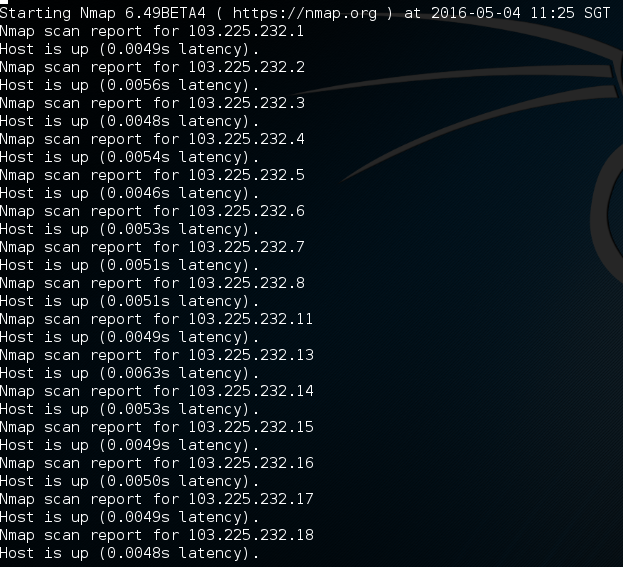 Starting Nmap 6.49BETA4 ( https://nmap.org ) at 2016-05-04 11:25 SGT
Nmap scan report for 103.225.232.1
Host is up (0.0049s latency).
Nmap scan report for 103.225.232.2
Host is up (0.0056s latency).
Nmap scan report for 103.225.232.3
Host is up (0.0048s latency).
Nmap scan report for 103.225.232.4
Host is up (0.0054s latency).
Nmap scan report for 103.225.232.5
Host is up (0.0046s latency).
Nmap scan report for 103.225.232.6
Host is up (0.0053s latency).
Nmap scan report for 103.225.232.7
Host is up (0.0051s latency).
Nmap scan report for 103.225.232.8
Host is up (0.0051s latency).
Nmap scan report for 103.225.232.11
Host is up (0.0049s latency).
Nmap scan report for 103.225.232.13
Host is up (0.0063s latency).
Nmap scan report for 103.225.232.14
Host is up (0.0053s latency).
Nmap scan report for 103.225.232.15
Host is up (0.0049s latency).
Nmap scan report for 103.225.232.16
Host is up (0.0050s latency).
Nmap scan report for 103.225.232.17
Host is up (0.0049s latency).
Nmap scan report for 103.225.232.18
Host is up (0.0048s latency).